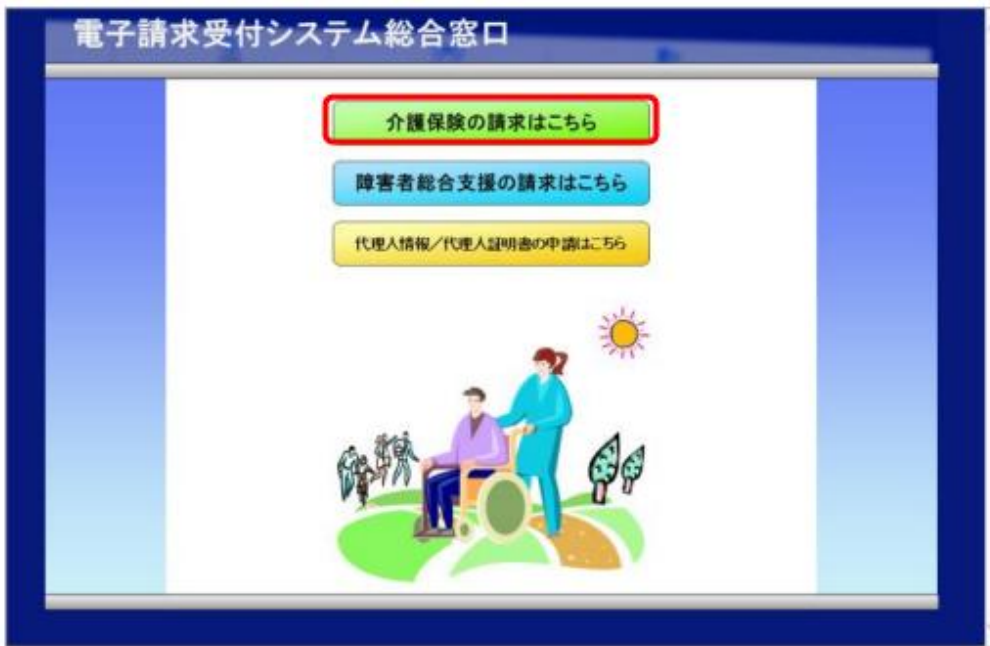 電子請求受付システム総合窓口
介護保険の請求はこちら
障害者総合支援の請求はこちら
代理人情報/代理人証明書の申請はこちら